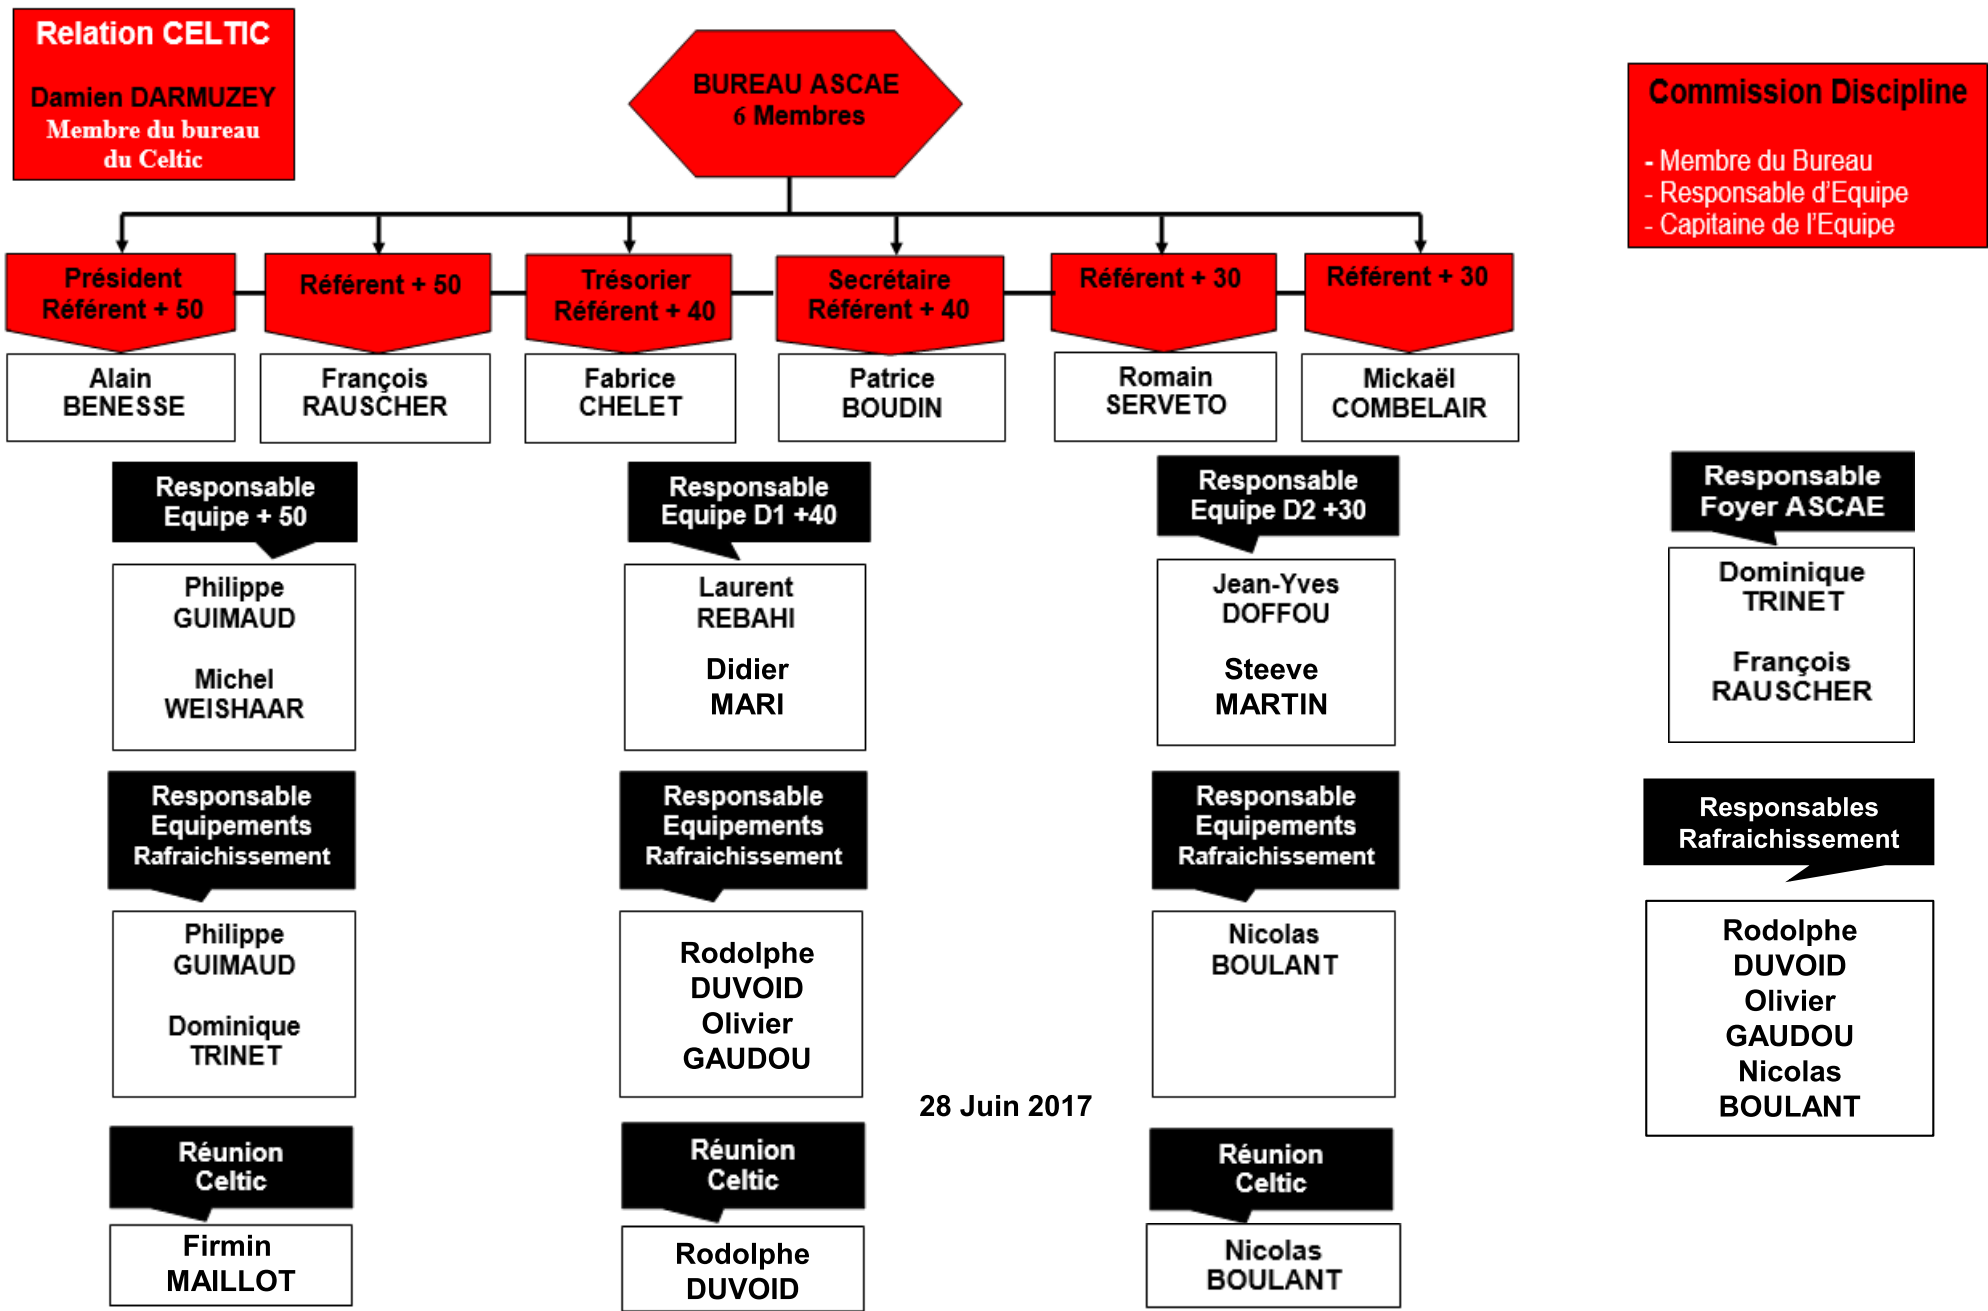 Relation CELTIC
Damien DARMUZEY
Membre du bureau
du Celtic
BUREAU ASCAE
6 Membres
Commission Discipline
- Membre du Bureau
- Responsable d'Equipe
- Capitaine de l'Equipe
Président
Référent + 50
Référent + 50
Trésorier
Référent + 40
Secrétaire
Référent + 40
Référent + 30
Référent + 30
Alain
BENESSE
François
RAUSCHER
Fabrice
CHELET
Patrice
BOUDIN
Romain
SERVETO
Mickaël
COMBELAIR
Responsable
Equipe + 50
Responsable
Equipe D1 +40
Responsable
Equipe D2 +30
Responsable
Foyer ASCAE
Philippe
GUIMAUD
Michel
WEISHAAR
Laurent
REBAHI
Didier
MARI
Jean-Yves
DOFFOU
Steeve
MARTIN
Dominique
TRINET
François
RAUSCHER
Responsable
Equipements
Rafraichissement
Responsable
Equipements
Rafraichissement
Responsable
Equipements
Rafraichissement
Responsables
Rafraichissement
Philippe
GUIMAUD
Dominique
TRINET
Rodolphe
DUVOID
Olivier
GAUDOU
Nicolas
BOULANT
Rodolphe
DUVOID
Olivier
GAUDOU
Nicolas
BOULANT
28 Juin 2017
Réunion
Celtic
Réunion
Celtic
Réunion
Celtic
Firmin
MAILLOT
Rodolphe
DUVOID
Nicolas
BOULANT